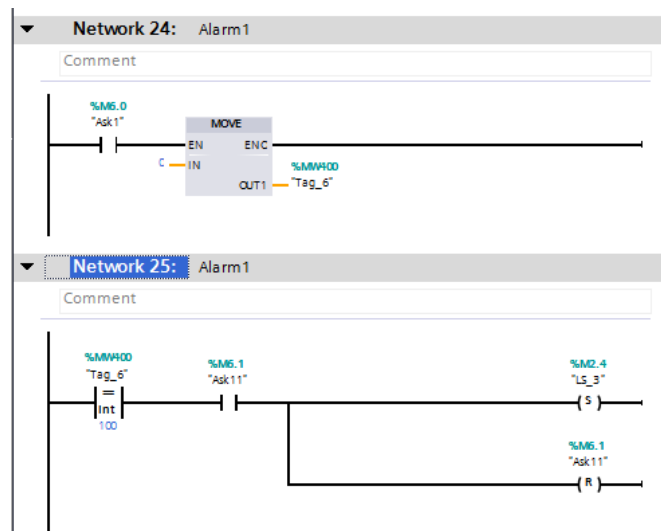 Network 24: Alarm1
Comment
%M6.0
"Ask1"
MOVE
EN ENC
IN
%MW400
OUT1 "Tag_6"
Network 25: Alarm1
Comment
%MW400 %M6.1 %M2.4
"Tag_6" "Ask11" "LS_3"
= S
Int
100
%M6.1
"Ask11"
R